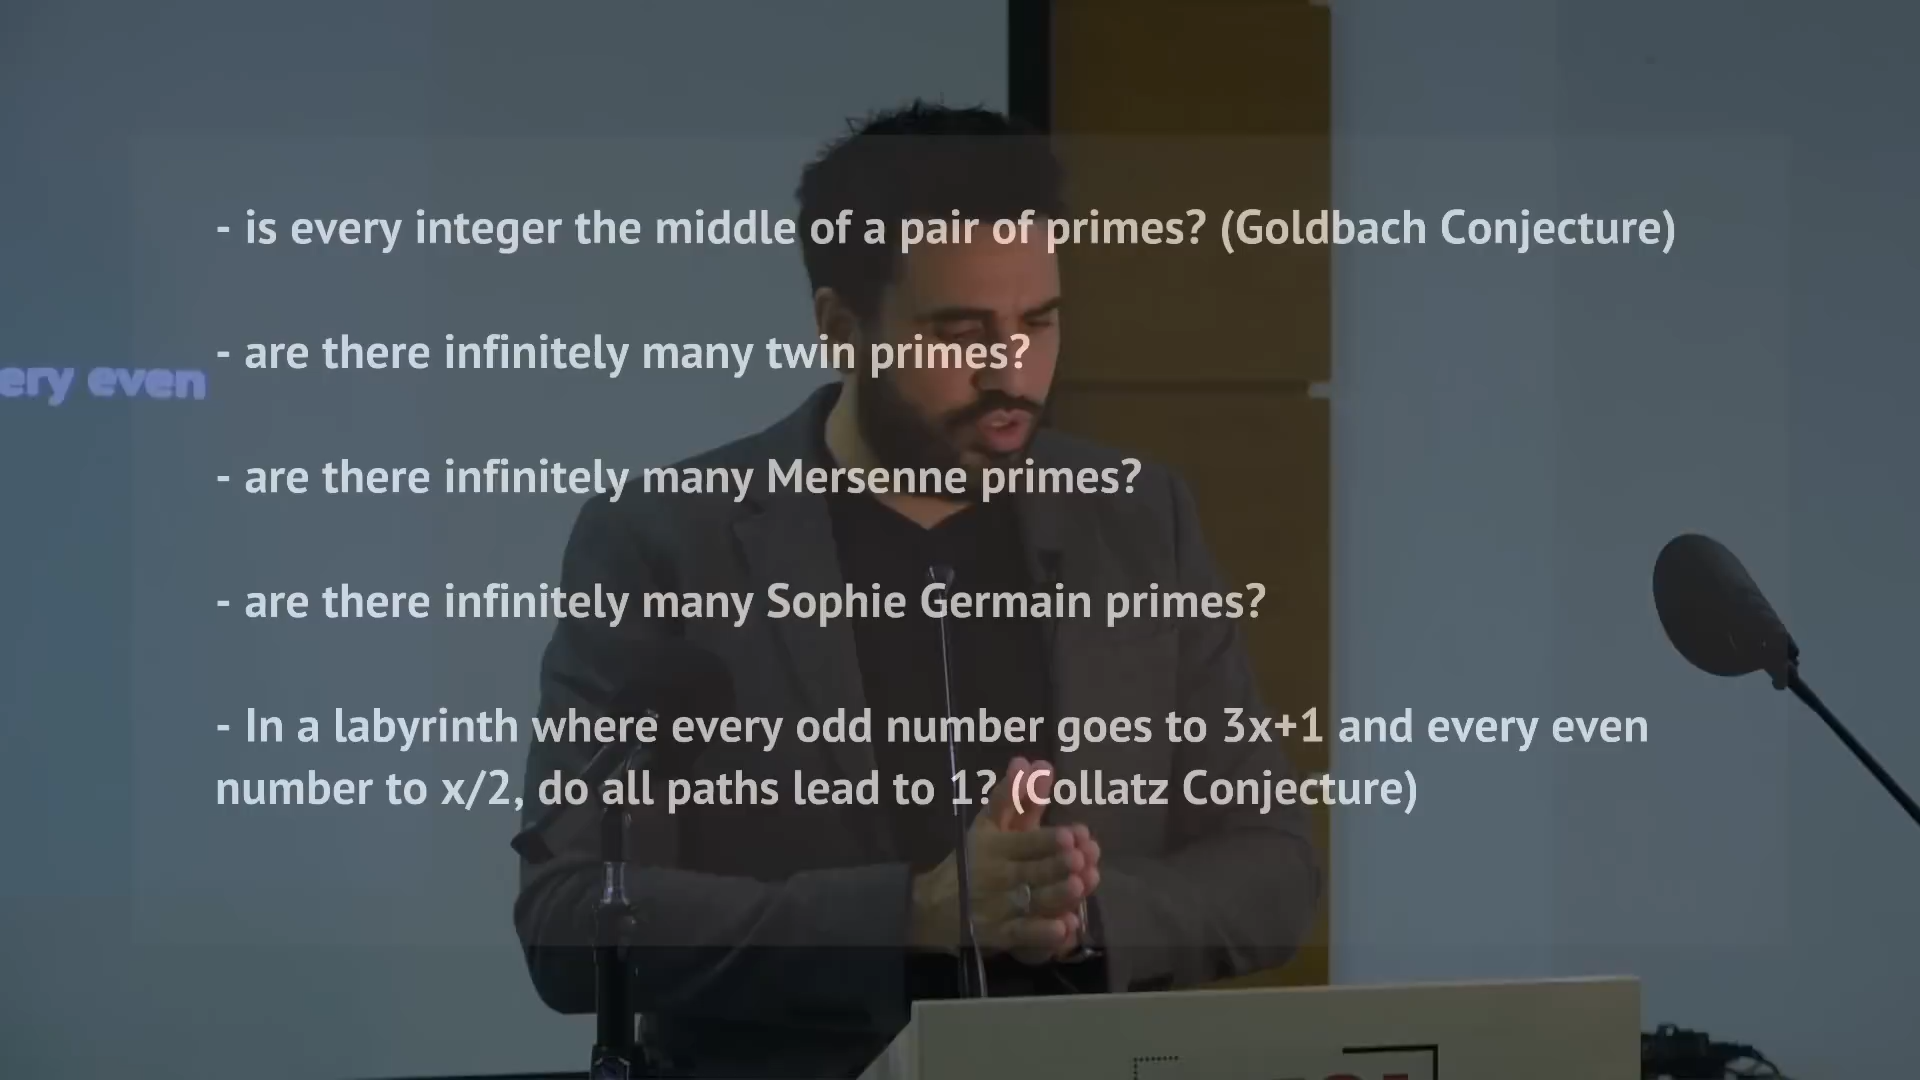 - is every integer the middle of a pair of primes? (Goldbach Conjecture)
- are there infinitely many twin primes?
ery even
- are there infinitely many Mersenne primes?
- are there infinitely many Sophie Germain primes?
- In a labyrinth where every odd number goes to 3x+1 and every even
number to x/2, do all paths lead to 1? (Collatz Conjecture)